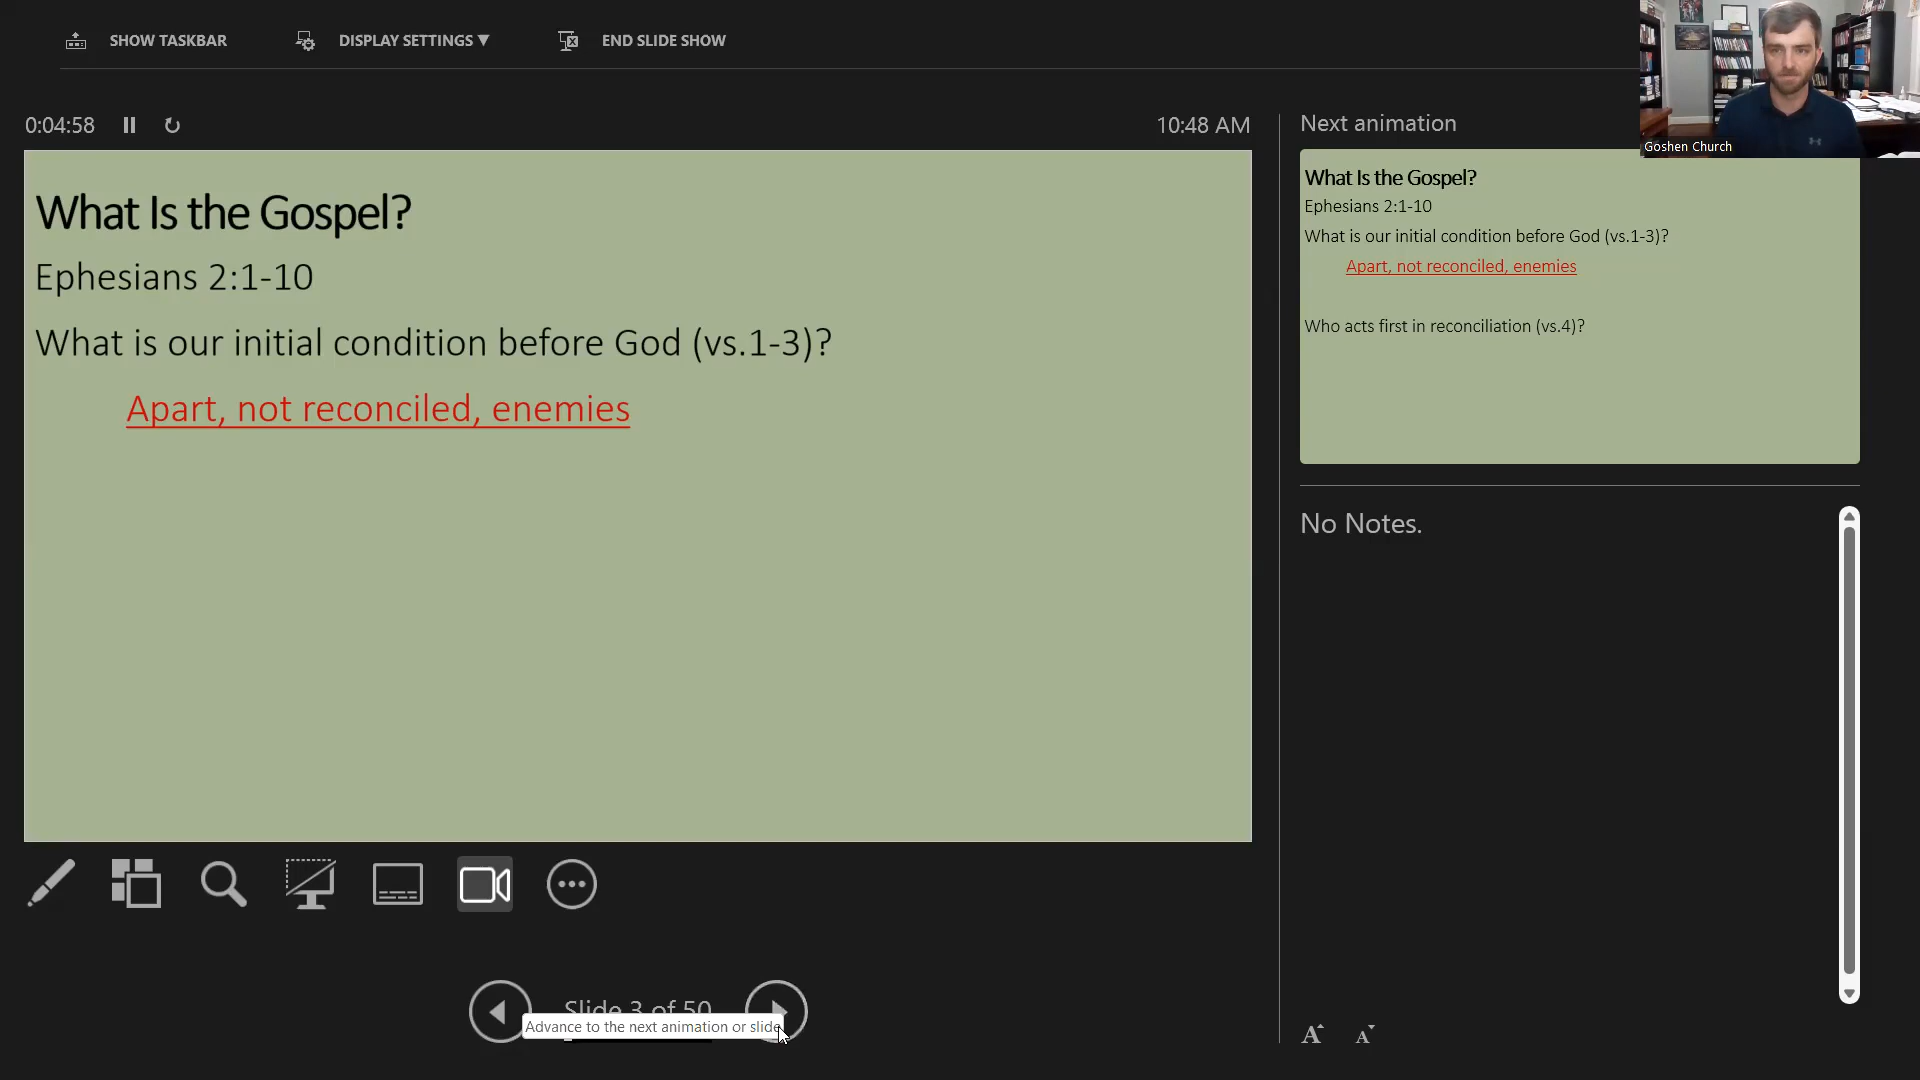 SHOW TASKBAR
DISPLAY SETTINGS ▼
END SLIDE SHOW
0:04:58
10:48 AM
What Is the Gospel?
Ephesians 2:1-10
What is our initial condition before God (vs.1-3)?
Apart, not reconciled, enemies
Slide 3 of 50
Advance to the next animation or slide
Next animation
Goshen Church
What Is the Gospel?
Ephesians 2:1-10
What is our initial condition before God (vs.1-3)?
Apart, not reconciled, enemies
Who acts first in reconciliation (vs.4)?
No Notes.
A A